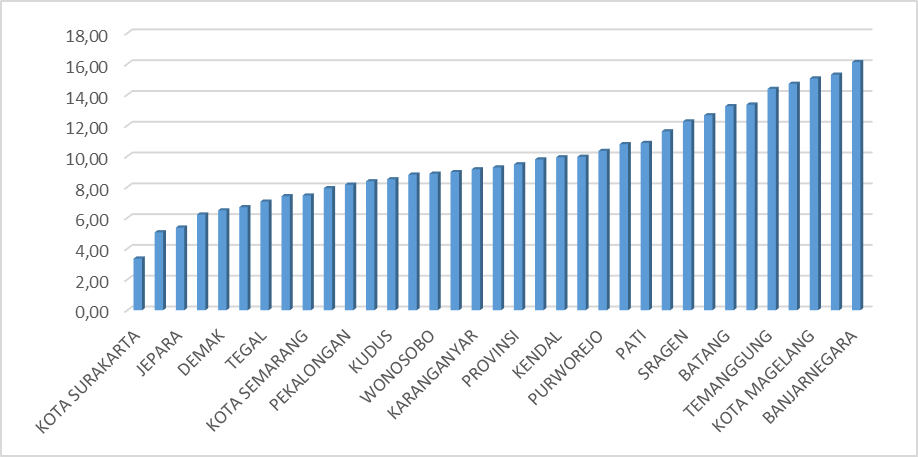 18,00
16,00
14,00
12,00
10,00
8,00
6,00
4,00
2,00
0,00
KOTA SURAKARTA
JEPARA
DEMAK
TEGAL
KOTA SEMARANG
PEKALONGAN
KUDUS
WONOSOBO
KARANGANYAR
PROVINSI
KENDAL
PURWOREJO
PATI
SRAGEN
BATANG
TEMANGGUNG
KOTA MAGELANG
BANJARNEGARA